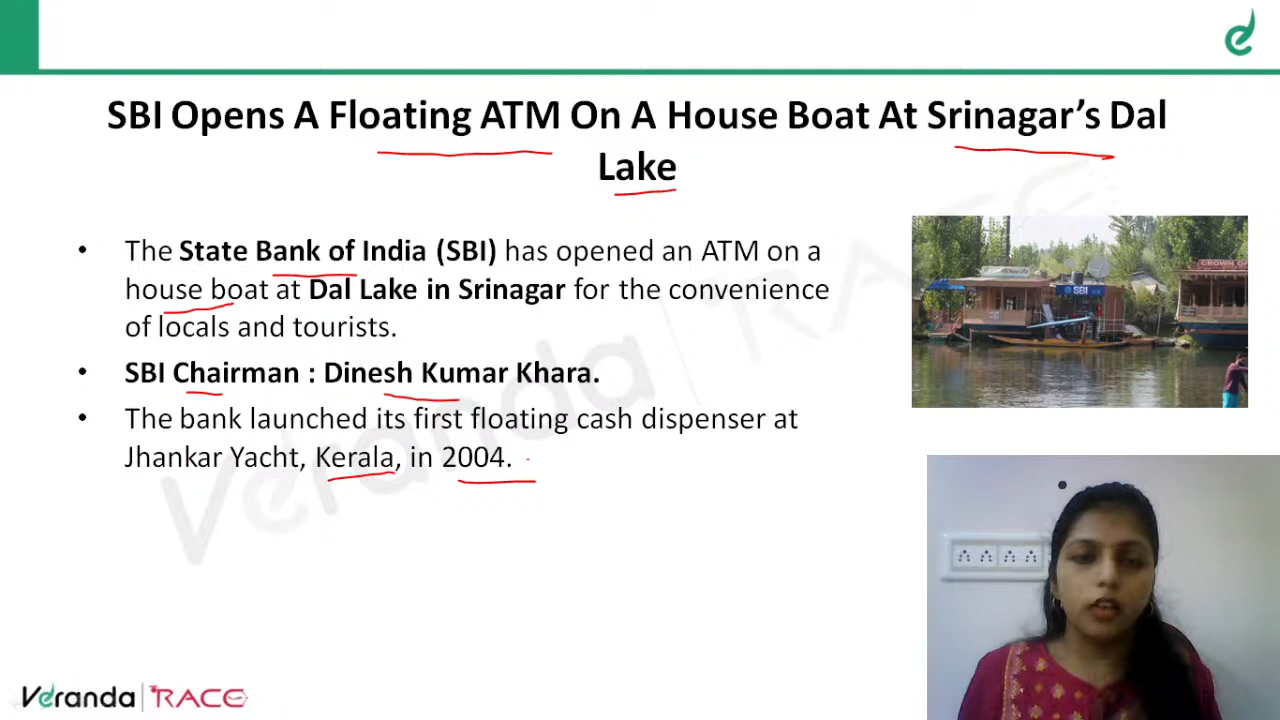 SBI Opens A Floating ATM On A House Boat At Srinagar’s Dal
Lake
• The State Bank of India (SBI) has opened an ATM on a
house boat at Dal Lake in Srinagar for the convenience
of locals and tourists.
• SBI Chairman : Dinesh Kumar Khara.
• The bank launched its first floating cash dispenser at
Jhankar Yacht, Kerala, in 2004.
SBI
Veranda RACE
Veranda RACE